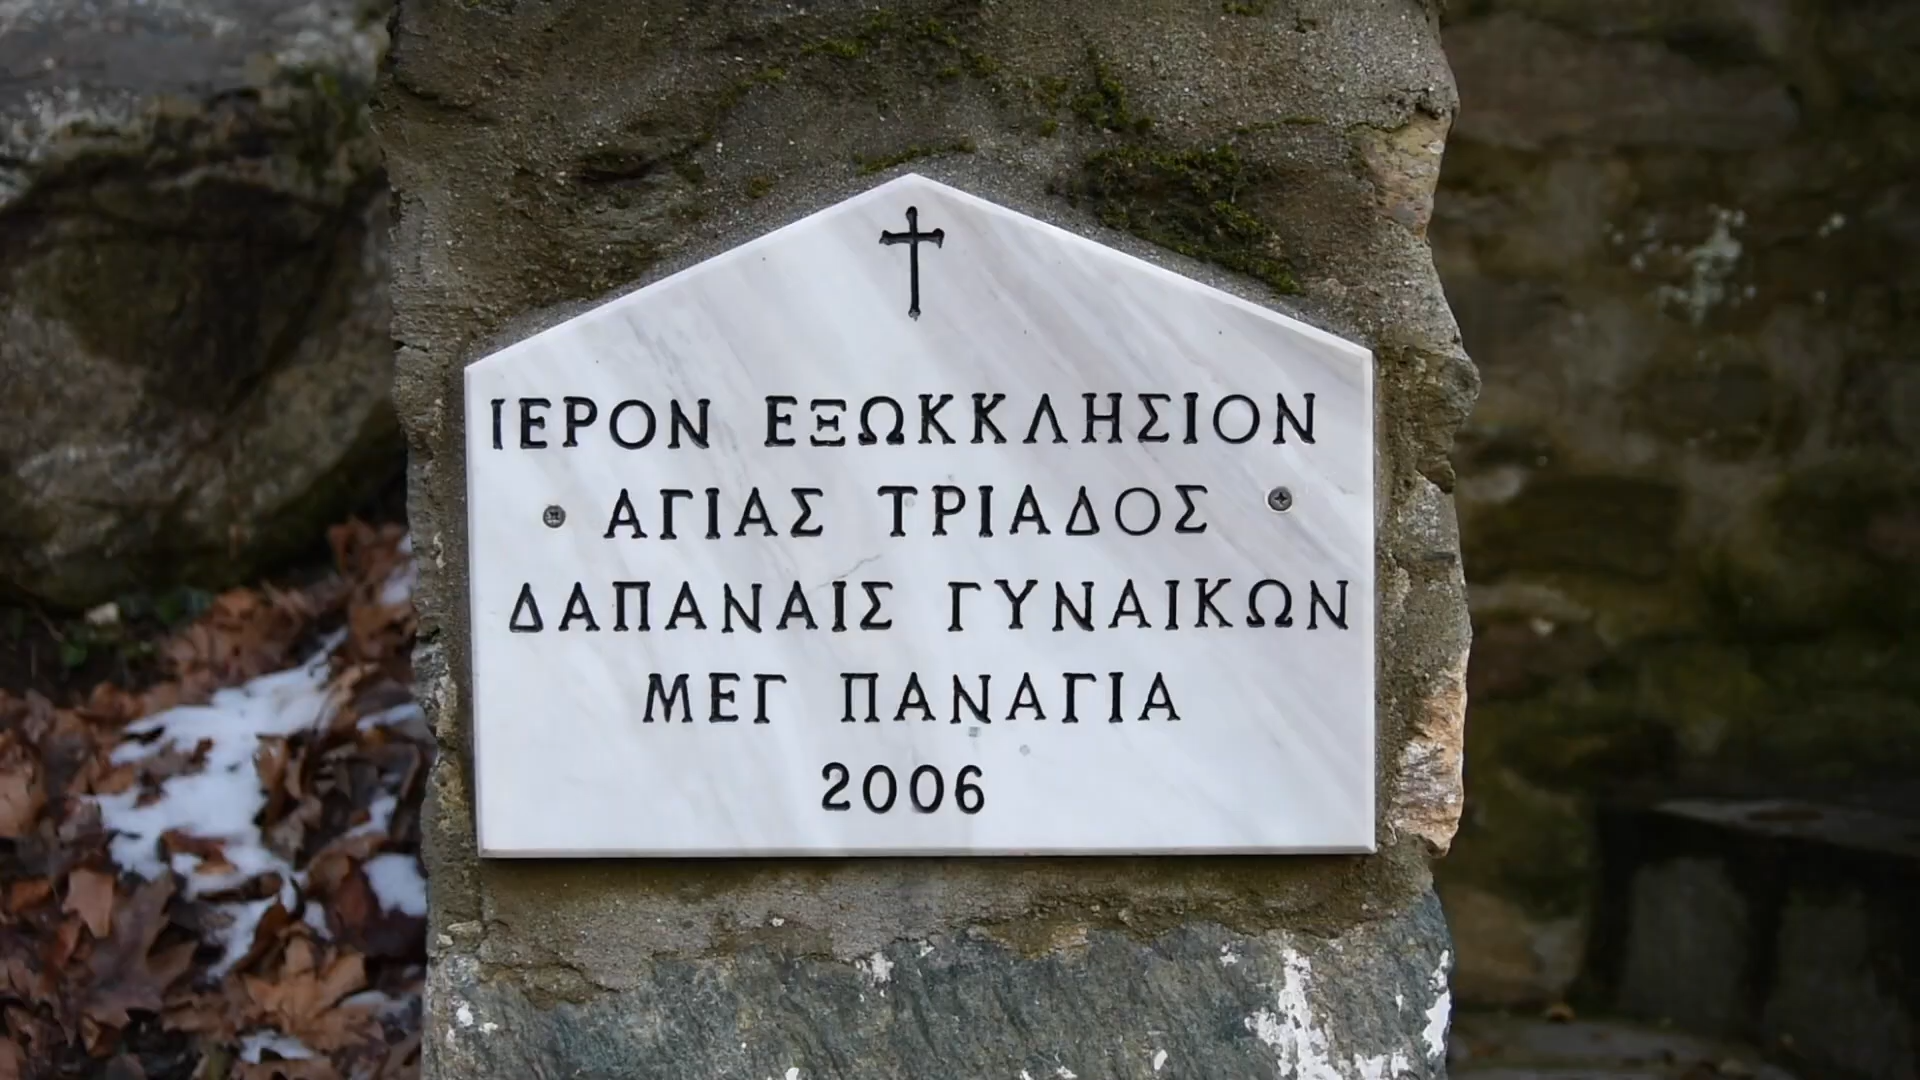 ΙΕΡΟΝ ΕΞΩΚΚΛΗΣΙΟΝ
ΑΓΙΑΣ ΤΡΙΑΔΟΣ
ΔΑΠΑΝΑΙΣ ΓΥΝΑΙΚΩΝ
ΜΕΓ ΠΑΝΑΓΙΑ
2006